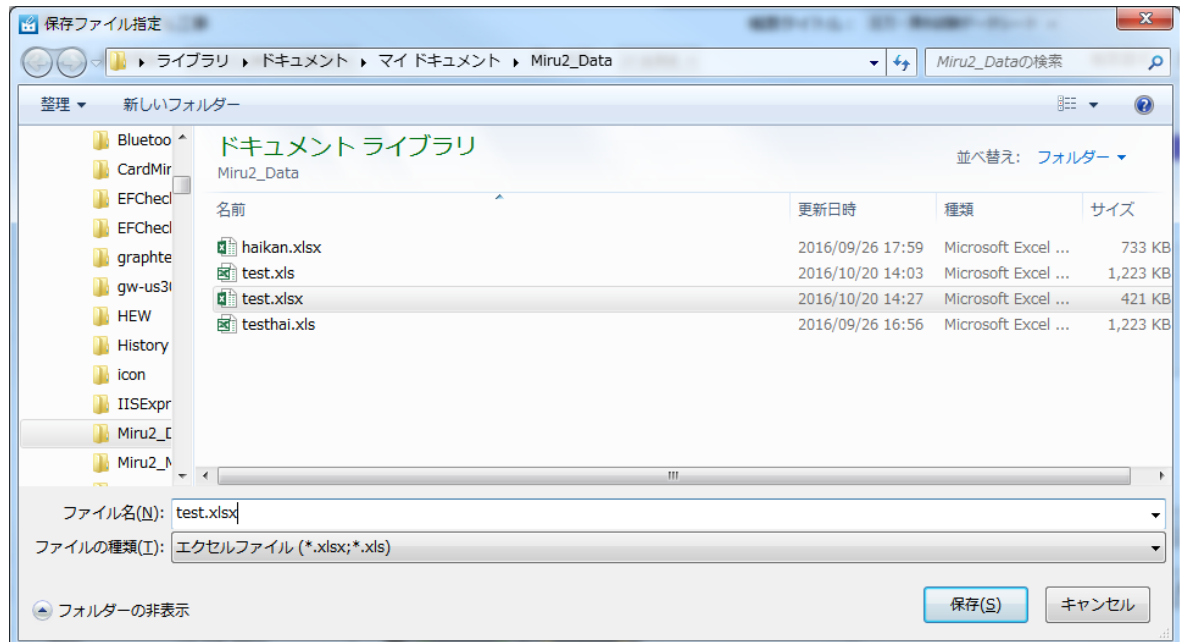 保存ファイル指定
ライブラリ ▸ ドキュメント ▸ マイ ドキュメント ▸ Miru2_Data
Miru2_Dataの検索
整理 ▼ 新しいフォルダー
Bluetoo
CardMir
EFChecl
EFChecl
graphte
gw-us30
HEW
History
icon
IISExpr
Miru2_D
Miru2_M
ドキュメント ライブラリ
Miru2_Data
並べ替え: フォルダー ▼
名前 更新日時 種類 サイズ
haikan.xlsx 2016/09/26 17:59 Microsoft Excel ... 733 KB
test.xls 2016/10/20 14:03 Microsoft Excel ... 1,223 KB
test.xlsx 2016/10/20 14:27 Microsoft Excel ... 421 KB
testhai.xls 2016/09/26 16:56 Microsoft Excel ... 1,223 KB
ファイル名(N): test.xlsx
ファイルの種類(T): エクセルファイル (*.xlsx;*.xls)
フォルダーの非表示
保存(S) キャンセル